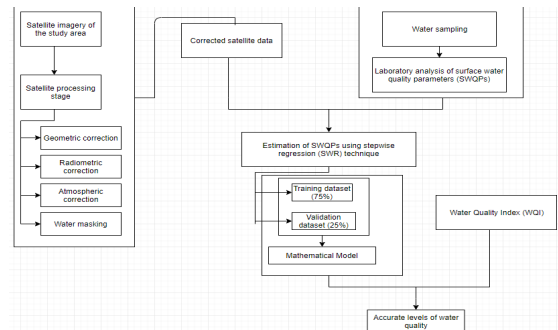 Satellite imagery of
the study area
Satellite processing
stage
Geometric correction
Radiometric
correction
Atmospheric
correction
Water masking
Corrected satellite data
Water sampling
Laboratory analysis of surface water
quality parameters (SWQPs)
Estimation of SWQPs using stepwise
regression (SWR) technique
Training dataset
(75%)
Validation
dataset (25%)
Mathematical Model
Water Quality Index (WQI)
Accurate levels of water
quality